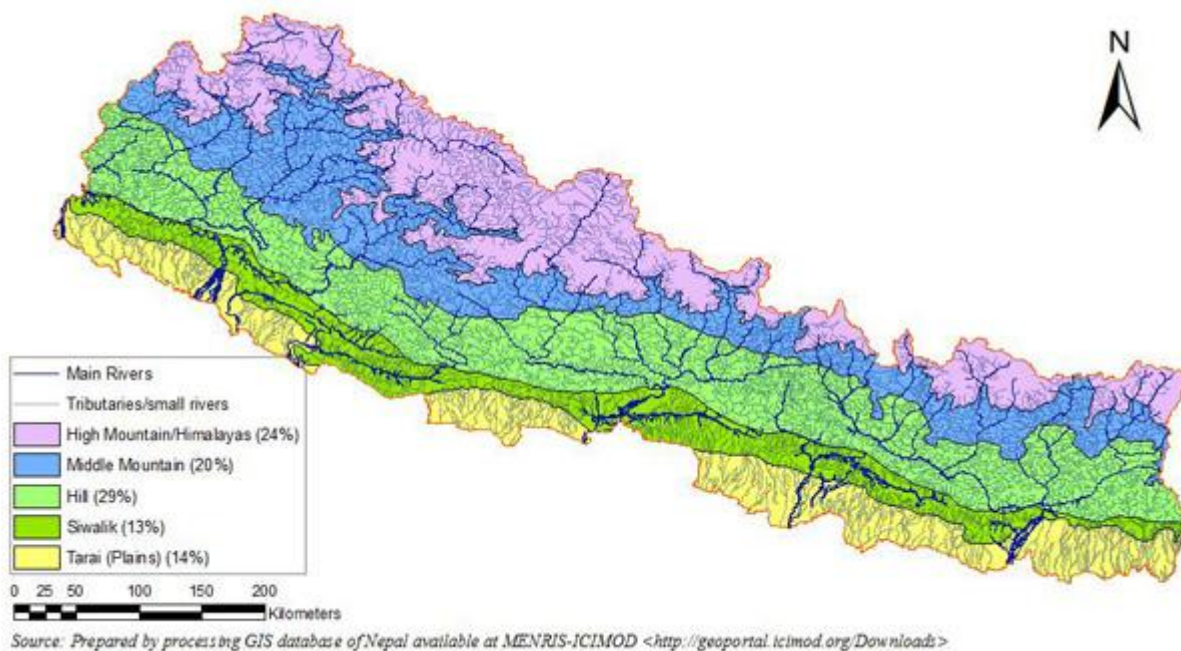 N
Main Rivers
Tributaries/small rivers
High Mountain/Himalayas (24%)
Middle Mountain (20%)
Hill (29%)
Siwalik (13%)
Tarai (Plains) (14%)
0 25 50 100 150 200
Kilometers
Source: Prepared by processing GIS database of Nepal available at MENRIS-ICIMOD <http://geoportal.icimod.org/Downloads>